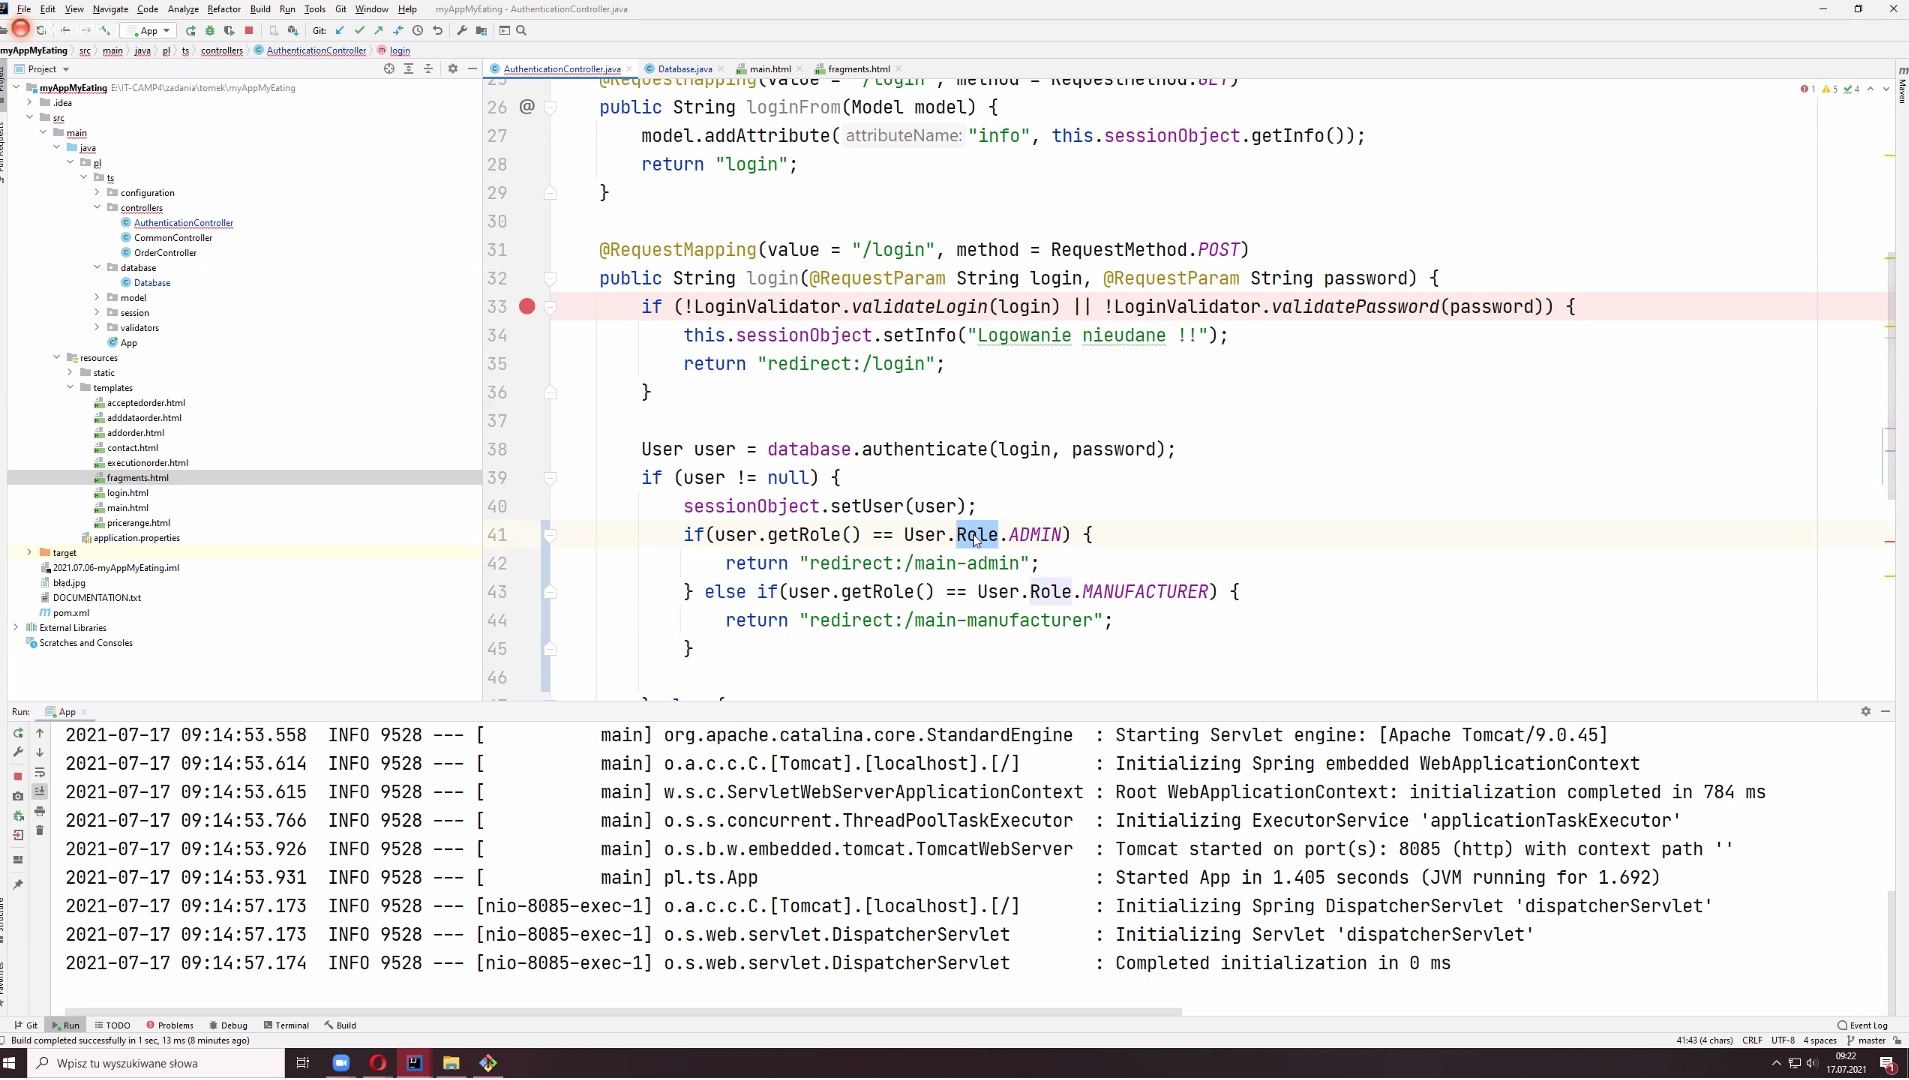 File Edit View Navigate Code Analyze Refactor Build Run Tools Git Window Help myAppMyEating - AuthenticationController.java
App Git:
myAppMyEating src main java pl ts controllers AuthenticationController login
Project
AuthenticationController.java Database.java main.html fragments.html
myAppMyEating E:\IT-CAMP4\zadania\tomek\myAppMyEating
.idea
src
main
java
pl
ts
configuration
controllers
AuthenticationController
CommonController
OrderController
database
Database
model
session
validators
App
resources
static
templates
acceptedorder.html
adddataorder.html
addorder.html
contact.html
executionorder.html
fragments.html
login.html
main.html
pricerange.html
application.properties
target
2021.07.06-myAppMyEating.iml
błąd.jpg
DOCUMENTATION.txt
pom.xml
External Libraries
Scratches and Consoles
Maven
1 5 4
@RequestMapping(value = "/login", method = RequestMethod.GET)
26 @ public String loginFrom(Model model) {
27 model.addAttribute( attributeName: "info", this.sessionObject.getInfo());
28 return "login";
29 }
30
31 @RequestMapping(value = "/login", method = RequestMethod.POST)
32 public String login(@RequestParam String login, @RequestParam String password) {
33 if (!LoginValidator.validateLogin(login) || !LoginValidator.validatePassword(password)) {
34 this.sessionObject.setInfo("Logowanie nieudane !!");
35 return "redirect:/login";
36 }
37
38 User user = database.authenticate(login, password);
39 if (user != null) {
40 sessionObject.setUser(user);
41 if(user.getRole() == User.Role.ADMIN) {
42 return "redirect:/main-admin";
43 } else if(user.getRole() == User.Role.MANUFACTURER) {
44 return "redirect:/main-manufacturer";
45 }
46
Run: App
2021-07-17 09:14:53.558 INFO 9528 --- [ main] org.apache.catalina.core.StandardEngine : Starting Servlet engine: [Apache Tomcat/9.0.45]
2021-07-17 09:14:53.614 INFO 9528 --- [ main] o.a.c.c.C.[Tomcat].[localhost].[/] : Initializing Spring embedded WebApplicationContext
2021-07-17 09:14:53.615 INFO 9528 --- [ main] w.s.c.ServletWebServerApplicationContext : Root WebApplicationContext: initialization completed in 784 ms
2021-07-17 09:14:53.766 INFO 9528 --- [ main] o.s.s.concurrent.ThreadPoolTaskExecutor : Initializing ExecutorService 'applicationTaskExecutor'
2021-07-17 09:14:53.926 INFO 9528 --- [ main] o.s.b.w.embedded.tomcat.TomcatWebServer : Tomcat started on port(s): 8085 (http) with context path ''
2021-07-17 09:14:53.931 INFO 9528 --- [ main] pl.ts.App : Started App in 1.405 seconds (JVM running for 1.692)
2021-07-17 09:14:57.173 INFO 9528 --- [nio-8085-exec-1] o.a.c.c.C.[Tomcat].[localhost].[/] : Initializing Spring DispatcherServlet 'dispatcherServlet'
2021-07-17 09:14:57.173 INFO 9528 --- [nio-8085-exec-1] o.s.web.servlet.DispatcherServlet : Initializing Servlet 'dispatcherServlet'
2021-07-17 09:14:57.174 INFO 9528 --- [nio-8085-exec-1] o.s.web.servlet.DispatcherServlet : Completed initialization in 0 ms
Git Run TODO Problems Debug Terminal Build Event Log
Build completed successfully in 1 sec, 13 ms (8 minutes ago) 41:43 (4 chars) CRLF UTF-8 4 spaces master
Wpisz tu wyszukiwane słowa
09:22
17.07.2021